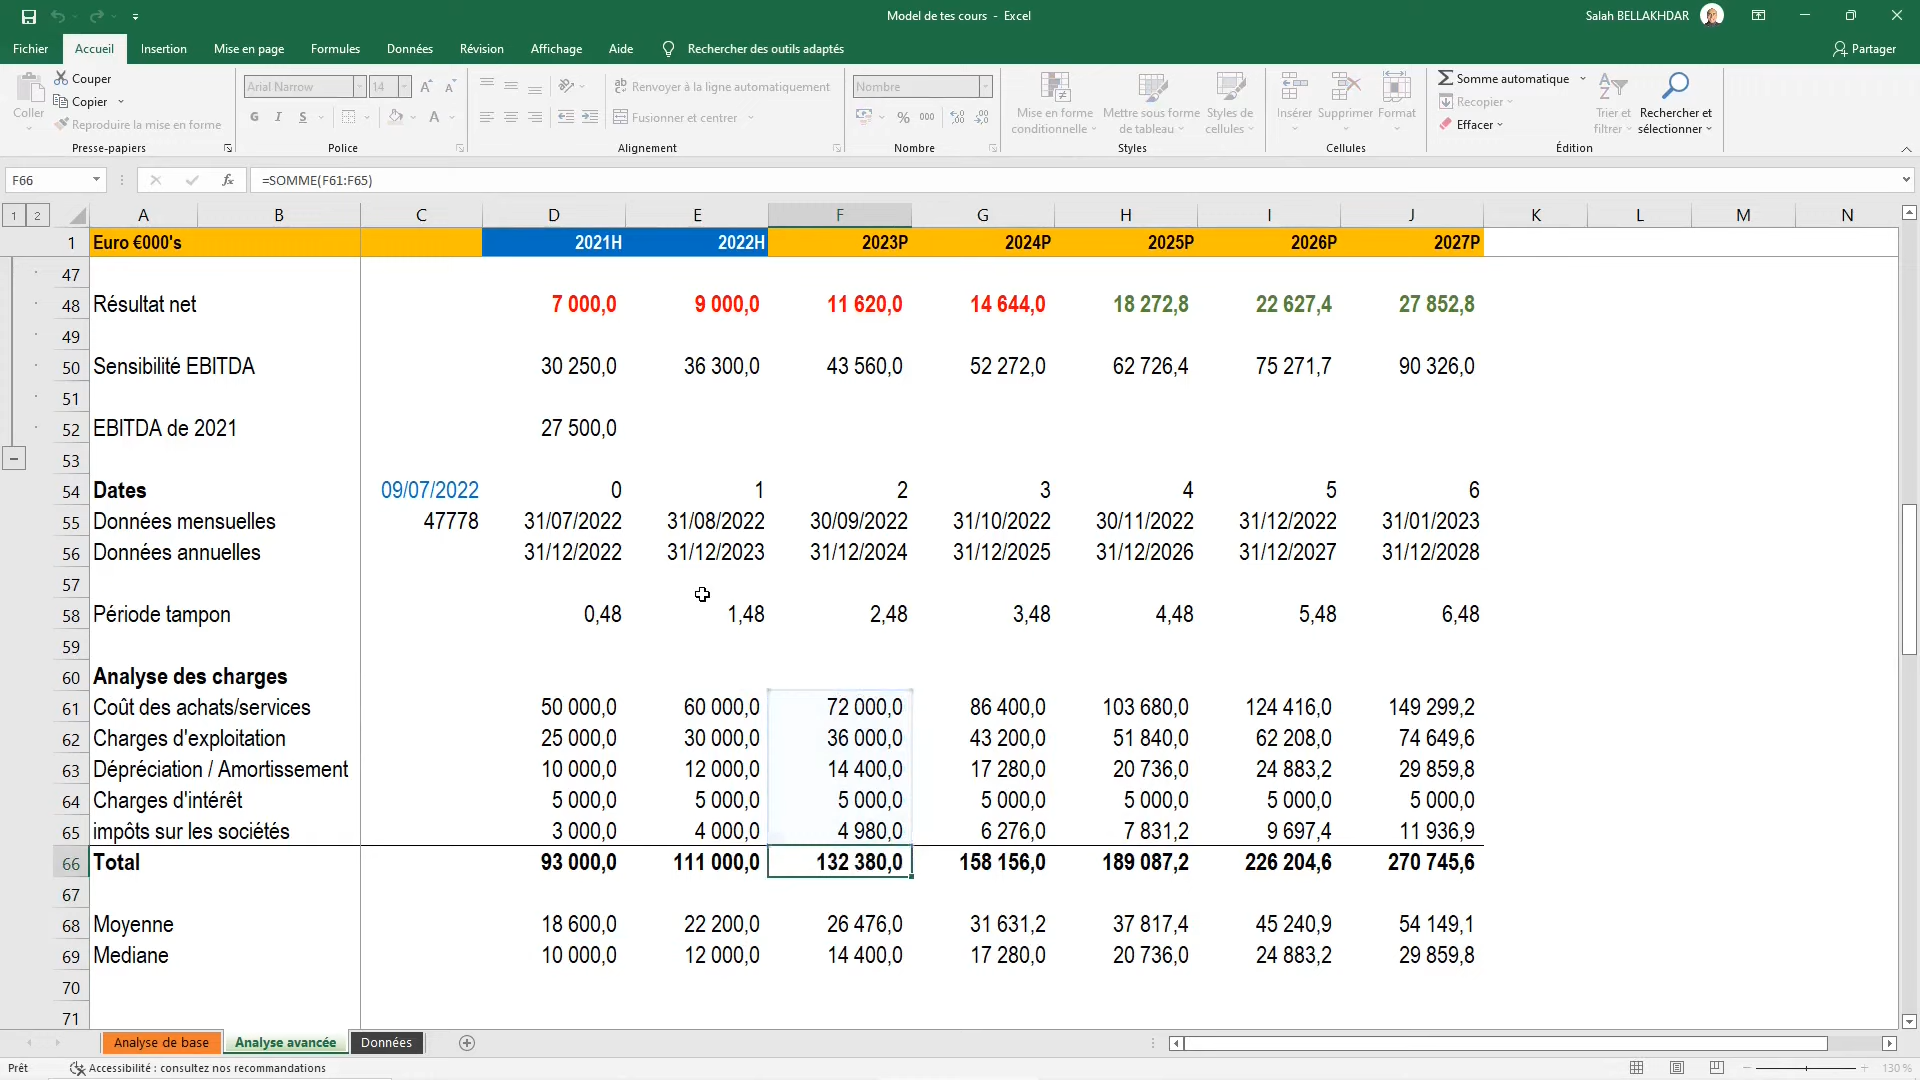 Model de tes cours - Excel
Salah BELLAKHDAR
Fichier Accueil Insertion Mise en page Formules Données Révision Affichage Aide Rechercher des outils adaptés Partager
Coller
Couper
Copier
Reproduire la mise en forme
Presse-papiers
Arial Narrow 14
G I S
Police
Renvoyer à la ligne automatiquement
Fusionner et centrer
Alignement
Nombre
% 000
Nombre
Mise en forme conditionnelle
Mettre sous forme de tableau
Styles de cellules
Styles
Insérer Supprimer Format
Cellules
Somme automatique
Recopier
Effacer
Trier et filtrer
Rechercher et sélectionner
Édition
F66 fx =SOMME(F61:F65)
1 2 A B C D E F G H I J K L M N
1 Euro €000's 2021H 2022H 2023P 2024P 2025P 2026P 2027P
47
48 Résultat net 7 000,0 9 000,0 11 620,0 14 644,0 18 272,8 22 627,4 27 852,8
49
50 Sensibilité EBITDA 30 250,0 36 300,0 43 560,0 52 272,0 62 726,4 75 271,7 90 326,0
51
52 EBITDA de 2021 27 500,0
53
54 Dates 09/07/2022 0 1 2 3 4 5 6
55 Données mensuelles 47778 31/07/2022 31/08/2022 30/09/2022 31/10/2022 30/11/2022 31/12/2022 31/01/2023
56 Données annuelles 31/12/2022 31/12/2023 31/12/2024 31/12/2025 31/12/2026 31/12/2027 31/12/2028
57
58 Période tampon 0,48 1,48 2,48 3,48 4,48 5,48 6,48
59
60 Analyse des charges
61 Coût des achats/services 50 000,0 60 000,0 72 000,0 86 400,0 103 680,0 124 416,0 149 299,2
62 Charges d'exploitation 25 000,0 30 000,0 36 000,0 43 200,0 51 840,0 62 208,0 74 649,6
63 Dépréciation / Amortissement 10 000,0 12 000,0 14 400,0 17 280,0 20 736,0 24 883,2 29 859,8
64 Charges d'intérêt 5 000,0 5 000,0 5 000,0 5 000,0 5 000,0 5 000,0 5 000,0
65 impôts sur les sociétés 3 000,0 4 000,0 4 980,0 6 276,0 7 831,2 9 697,4 11 936,9
66 Total 93 000,0 111 000,0 132 380,0 158 156,0 189 087,2 226 204,6 270 745,6
67
68 Moyenne 18 600,0 22 200,0 26 476,0 31 631,2 37 817,4 45 240,9 54 149,1
69 Mediane 10 000,0 12 000,0 14 400,0 17 280,0 20 736,0 24 883,2 29 859,8
70
71
Analyse de base Analyse avancée Données
Prêt Accessibilité : consultez nos recommandations 130 %